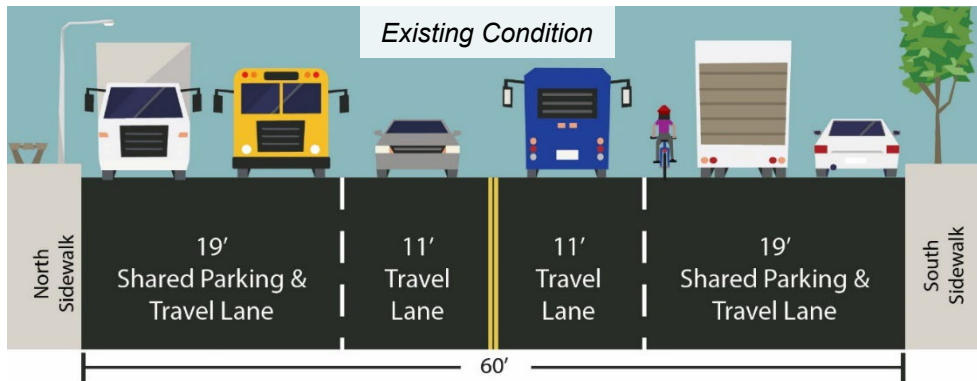 Existing Condition
North
Sidewalk
19'
Shared Parking &
Travel Lane
11'
Travel
Lane
11'
Travel
Lane
19'
Shared Parking &
Travel Lane
South
Sidewalk
60'